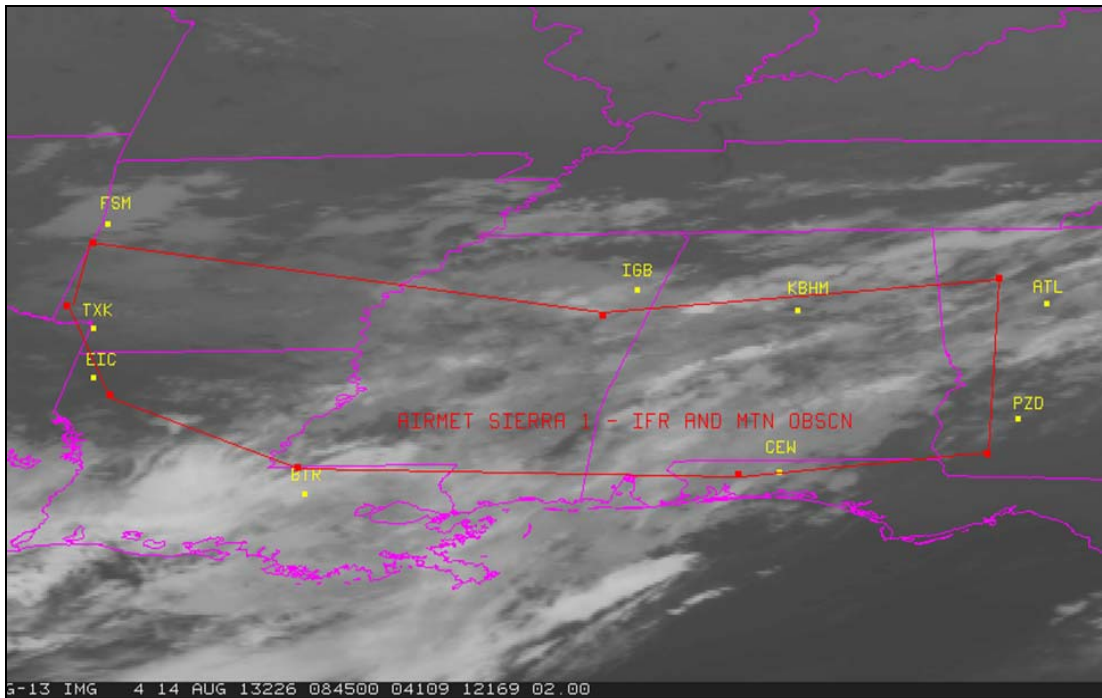 FSM
IGB
KBHM
ATL
TXK
EIC
PZD
AIRMET SIERRA 1 - IFR AND MTN OBSCN
CEW
BTR
G-13 IMG 4 14 AUG 13226 084500 04109 12169 02.00